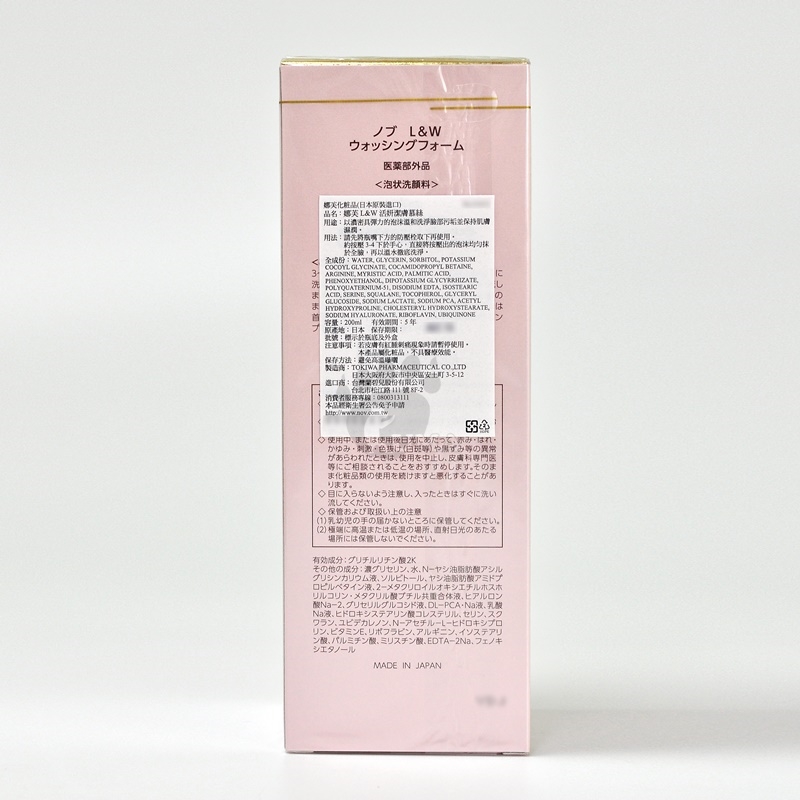 ノブ L&W
ウォッシングフォーム
医薬部外品
<泡状洗顔料>
娜芙化粧品(日本原裝進口)
品名：娜芙 L&W 活妍潔膚慕絲
用途：以濃密具彈力的泡沫溫和洗淨臉部污垢並保持肌膚
濕潤。
用法：請先將瓶嘴下方的防壓栓取下再使用。
約按壓 3-4 下於手心，直接將按壓出的泡沫均勻抹
於全臉，再以溫水徹底洗淨。
全成份：WATER, GLYCERIN, SORBITOL, POTASSIUM
COCOYL GLYCINATE, COCAMIDOPROPYL BETAINE,
ARGININE, MYRISTIC ACID, PALMITIC ACID,
PHENOXYETHANOL, DIPOTASSIUM GLYCYRRHIZATE,
POLYQUATERNIUM-51, DISODIUM EDTA, ISOSTEARIC
ACID, SERINE, SQUALANE, TOCOPHEROL, GLYCERYL
GLUCOSIDE, SODIUM LACTATE, SODIUM PCA, ACETYL
HYDROXYPROLINE, CHOLESTERYL HYDROXYSTEARATE,
SODIUM HYALURONATE, RIBOFLAVIN, UBIQUINONE
容量：200ml 有效期間：5 年
原產地：日本 保存期限：
批號：標示於瓶底及外盒
注意事項：若皮膚有紅腫刺癢現象時請暫停使用。
本產品屬化粧品，不具醫療效能。
保存方法：避免高溫曝曬
製造商：TOKIWA PHARMACEUTICAL CO.,LTD
日本大阪府大阪市中央區安土町 3-5-12
進口商：台灣蘭碧兒股份有限公司
台北市松江路 111 號 8F-2
消費者服務專線：0800313111
本品經衛生署公告免予申請
http://www.nov.com.tw
◇使用中、または使用後日光にあたって、赤み・はれ・
かゆみ・刺激・色抜け(白斑等)や黒ずみ等の異常
があらわれたときは、使用を中止し、皮膚科専門医
等にご相談されることをおすすめします。そのま
ま化粧品類の使用を続けますと悪化することがあ
ります。
◇目に入らないよう注意し、入ったときはすぐに洗い
流してください。
◇保管および取扱い上の注意
(1)乳幼児の手の届かないところに保管してください。
(2)極端に高温または低温の場所、直射日光のあたる
場所には保管しないでください。
有効成分：グリチルリチン酸2K
その他の成分：濃グリセリン、水、N-ヤシ油脂肪酸アシル
グリシンカリウム液、ソルビトール、ヤシ油脂肪酸アミドプ
ロピルベタイン液、2-メタクリロイルオキシエチルホスホ
リルコリン・メタクリル酸ブチル共重合体液、ヒアルロン
酸Na-2、グリセリルグルコシド液、DL-PCA・Na液、乳酸
Na液、ヒドロキシステアリン酸コレステリル、セリン、スク
ワラン、ユビデカレノン、N-アセチル-L-ヒドロキシプロ
リン、ビタミンE、リボフラビン、アルギニン、イソステアリ
ン酸、パルミチン酸、ミリスチン酸、EDTA-2Na、フェノキ
シエタノール
MADE IN JAPAN